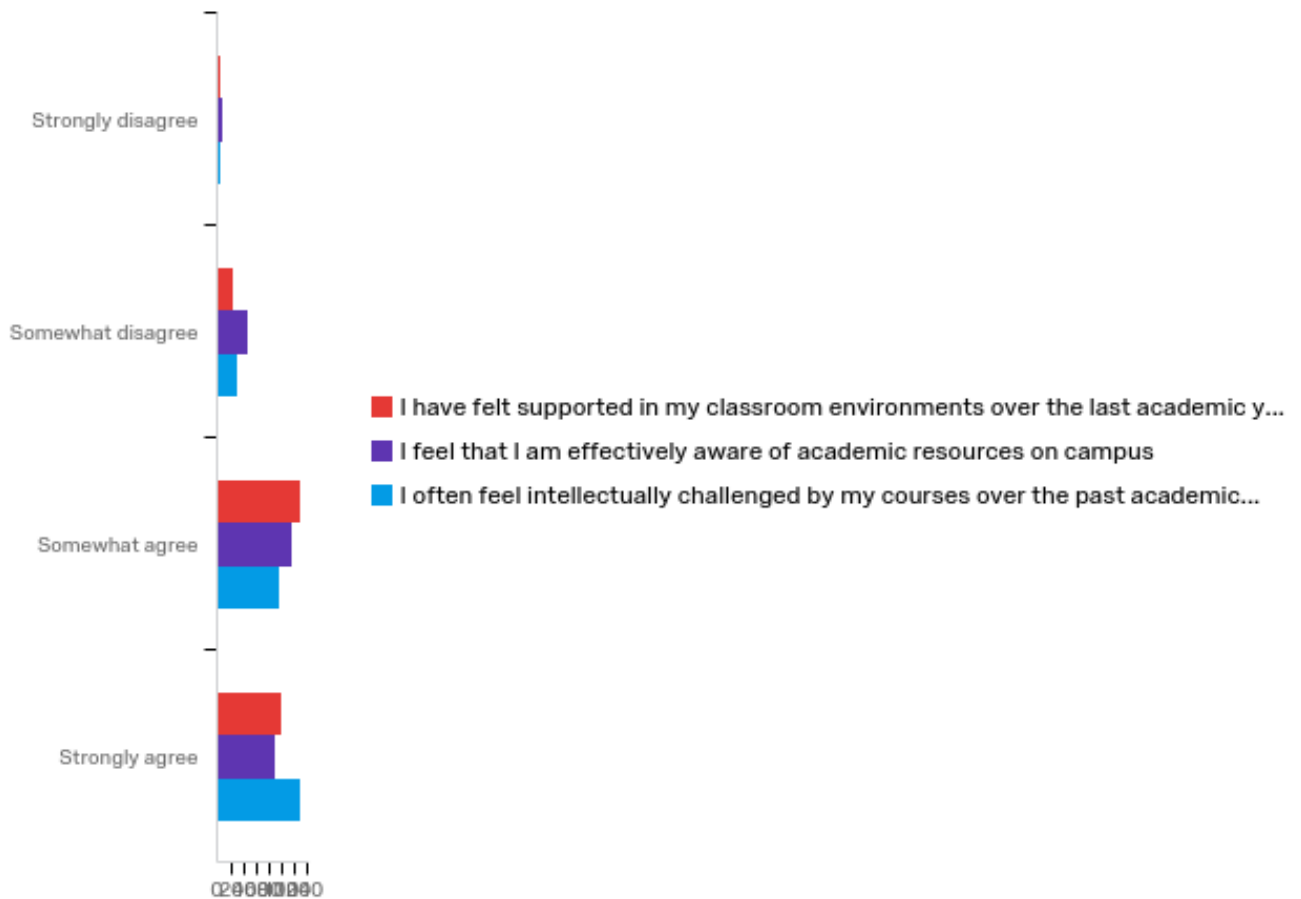 Strongly disagree
Somewhat disagree
I have felt supported in my classroom environments over the last academic y...
I feel that I am effectively aware of academic resources on campus
I often feel intellectually challenged by my courses over the past academic...
Somewhat agree
Strongly agree